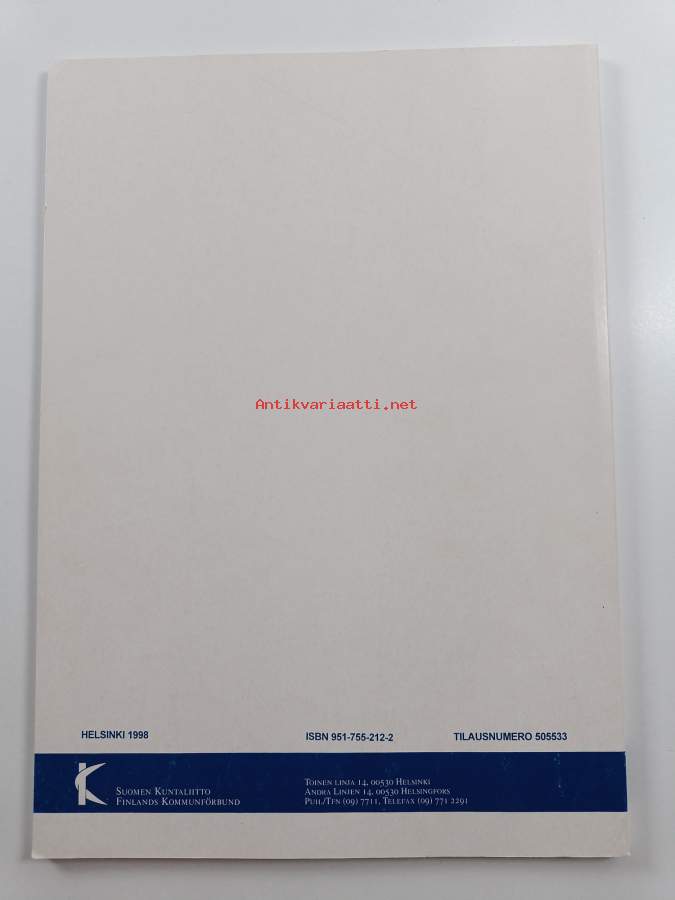 Antikvariaatti.net
HELSINKI 1998 ISBN 951-755-212-2 TILAUSNUMERO 505533
SUOMEN KUNTALIITTO
FINLANDS KOMMUNFÖRBUND
TOINEN LINJA 14, 00530 HELSINKI
ANDRA LINJEN 14, 00530 HELSINGFORS
PUH./TFN (09) 7711, TELEFAX (09) 771 2291